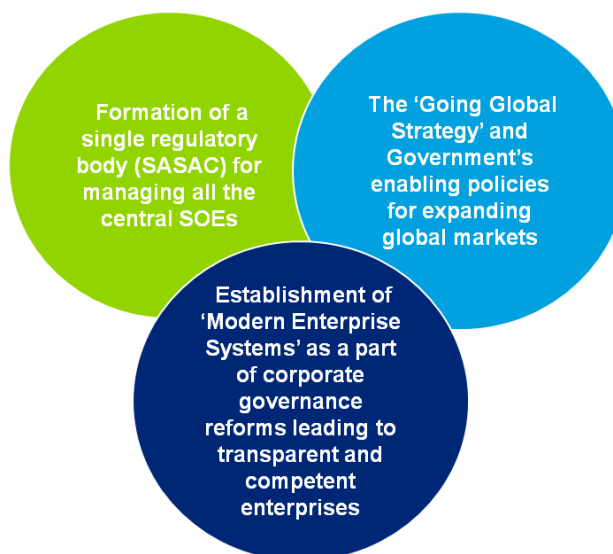 Formation of a
single regulatory
body (SASAC) for
managing all the
central SOEs
The ‘Going Global
Strategy’ and
Government’s
enabling policies
for expanding
global markets
Establishment of
‘Modern Enterprise
Systems’ as a part
of corporate
governance
reforms leading to
transparent and
competent
enterprises